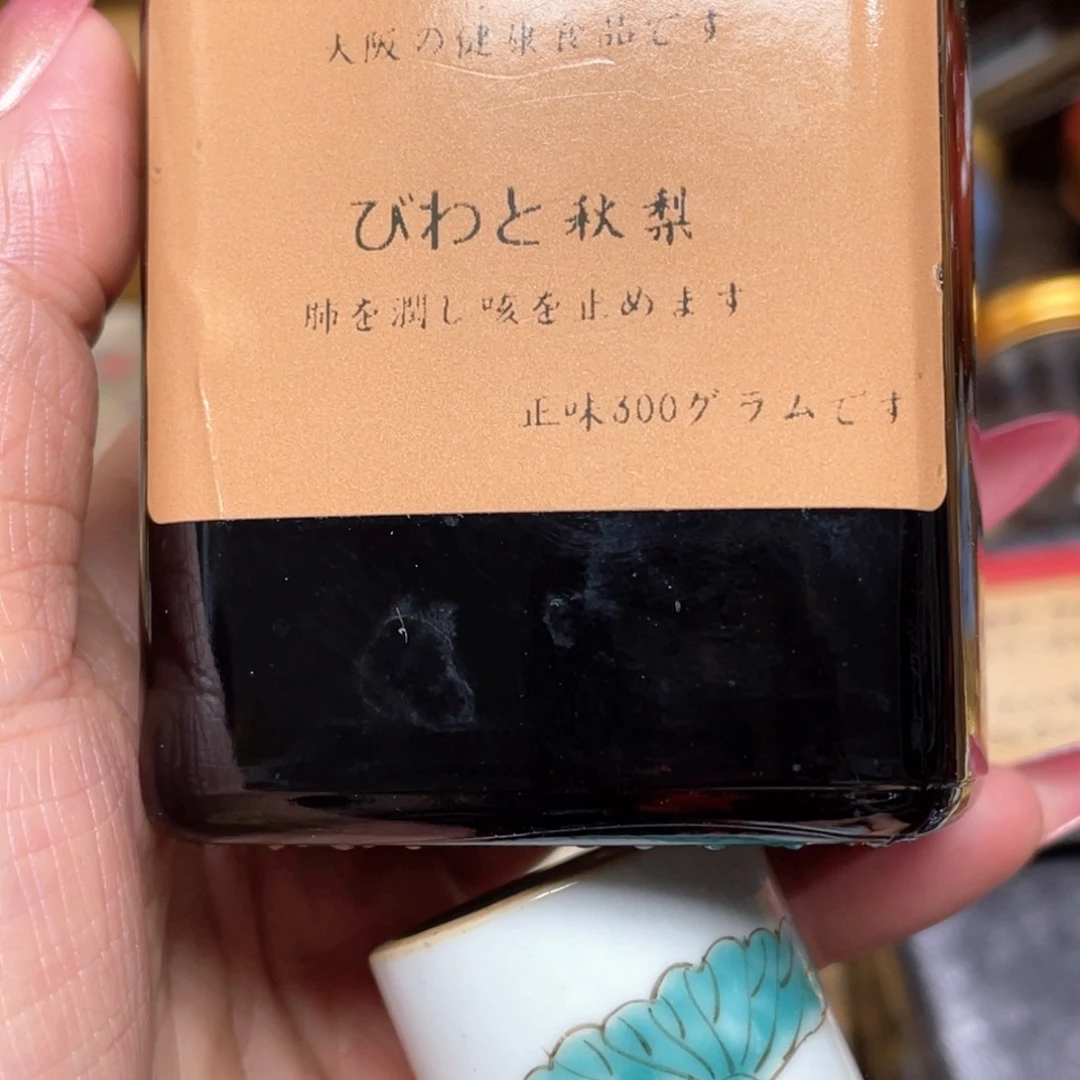 大阪の健康食品です
びわと秋梨
肺を潤し咳を止めます
正味300グラムです